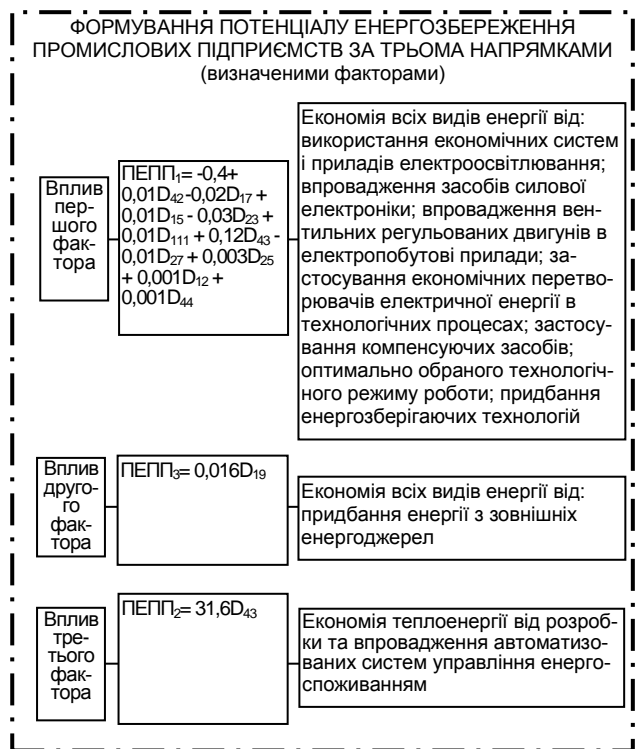 ФОРМУВАННЯ ПОТЕНЦІАЛУ ЕНЕРГОЗБЕРЕЖЕННЯ
ПРОМИСЛОВИХ ПІДПРИЄМСТВ ЗА ТРЬОМА НАПРЯМКАМИ
(визначеними факторами)
Вплив
пер-
шого
фак-
тора
ПЕПП₁= -0,4+
0,01D₄₂-0,02D₁₇ +
0,01D₁₅ - 0,03D₂₃ +
0,01D₁₁₁ + 0,12D₄₃ -
0,01D₂₇ + 0,003D₂₅
+ 0,001D₁₂ +
0,001D₄₄
Економія всіх видів енергії від:
використання економічних систем
і приладів електроосвітлювання;
впровадження засобів силової
електроніки; впровадження вен-
тильних регульованих двигунів в
електропобутові прилади; за-
стосування економічних перетво-
рювачів електричної енергії в
технологічних процесах; застосу-
вання компенсуючих засобів;
оптимально обраного технологіч-
ного режиму роботи; придбання
енергозберігаючих технологій
Вплив
друго-
го
фак-
тора
ПЕПП₃= 0,016D₁₉
Економія всіх видів енергії від:
придбання енергії з зовнішніх
енергоджерел
Вплив
тре-
тього
фак-
тора
ПЕПП₂= 31,6D₄₃
Економія теплоенергії від розроб-
ки та впровадження автоматизо-
ваних систем управління енерго-
споживанням